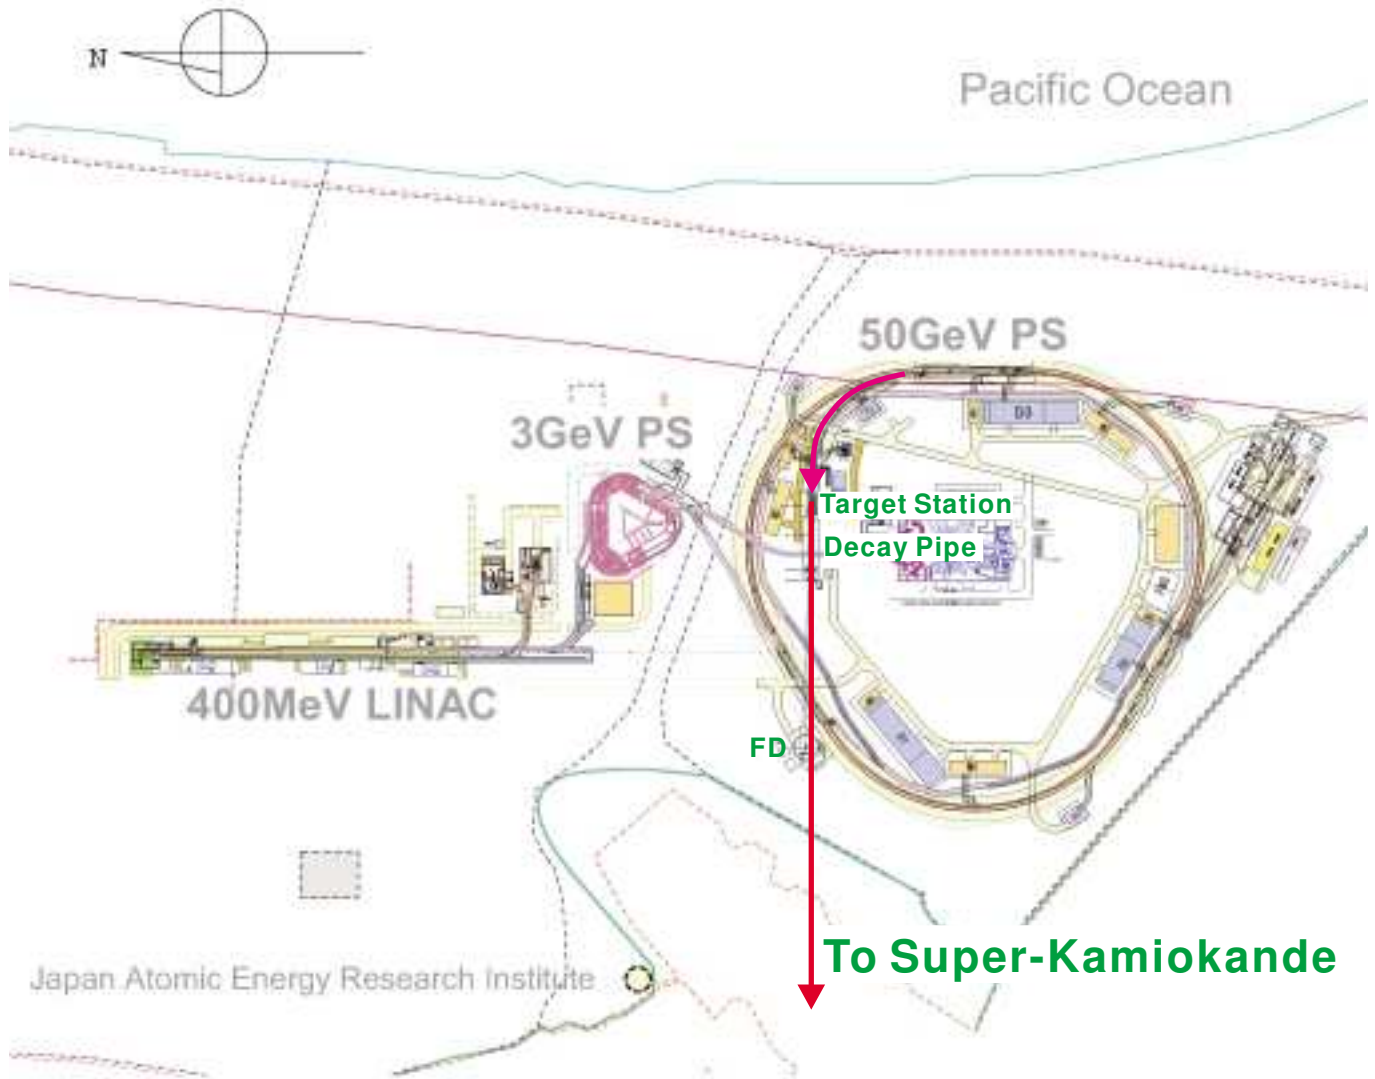 N
Pacific Ocean
50GeV PS
3GeV PS
Target Station
Decay Pipe
400MeV LINAC
FD
To Super-Kamiokande
Japan Atomic Energy Research Institute